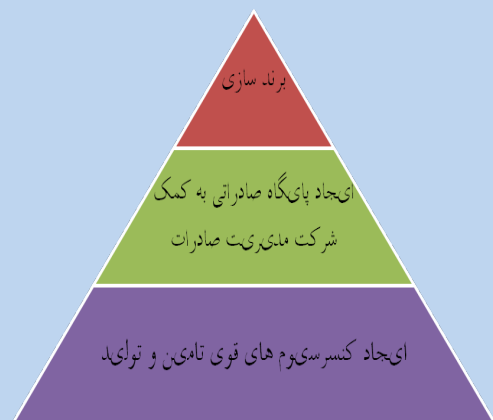 برند سازی
ایجاد پایگاه صادراتی به کمک
شرکت مدیریت صادرات
ایجاد کنسرسیوم های قوی تامین و تولید